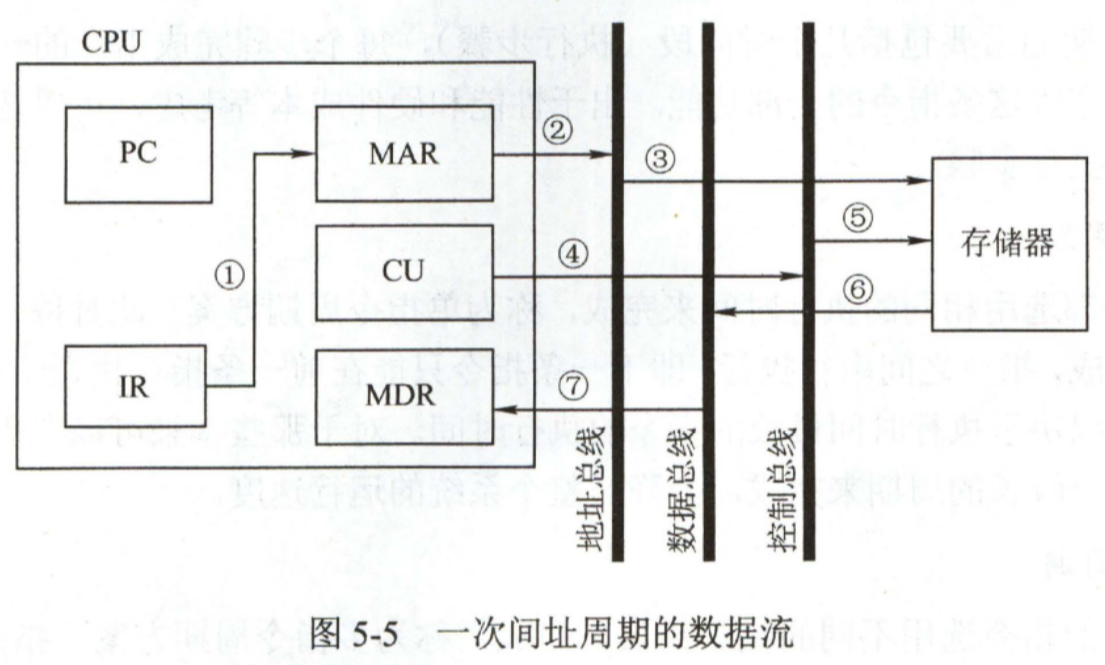 CPU
PC
MAR
②
③
①
CU
④
⑤
存储器
⑥
IR
MDR
⑦
地址总线
数据总线
控制总线
图 5-5 一次间址周期的数据流